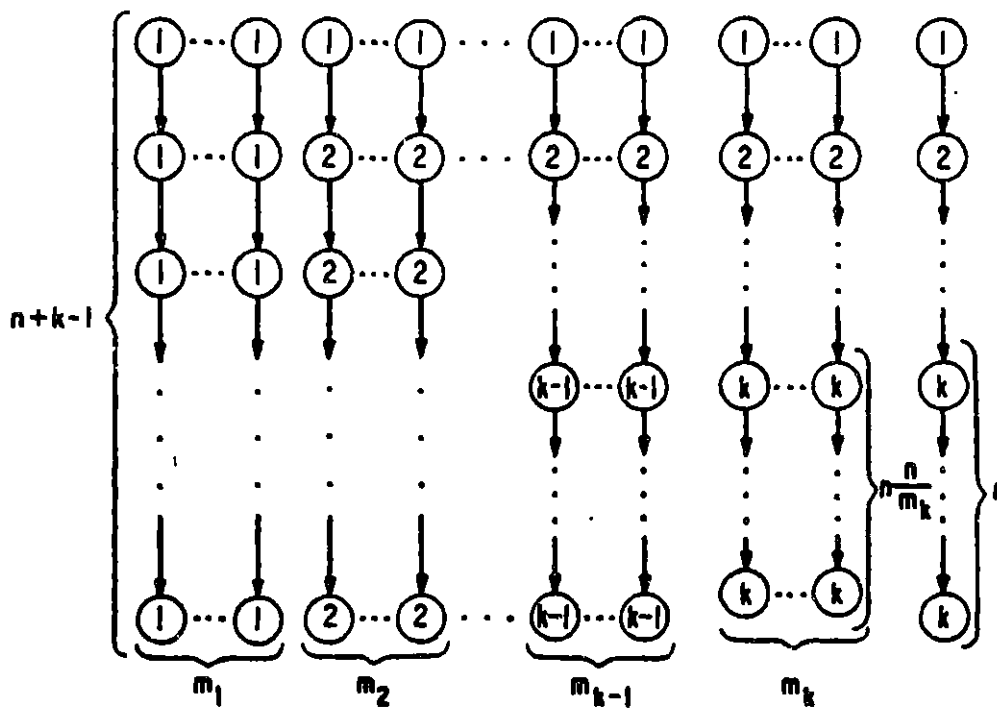 1 ... 1 1 ... 1 ... 1 ... 1 1 ... 1 1
1 ... 1 2 ... 2 ... 2 ... 2 2 ... 2 2
1 ... 1 2 ... 2
n+k-1
k-1 ... k-1 k ... k k
n n/m_k n
k ... k
1 ... 1 2 ... 2 ... k-1 ... k-1 k
m_1 m_2 m_{k-1} m_k